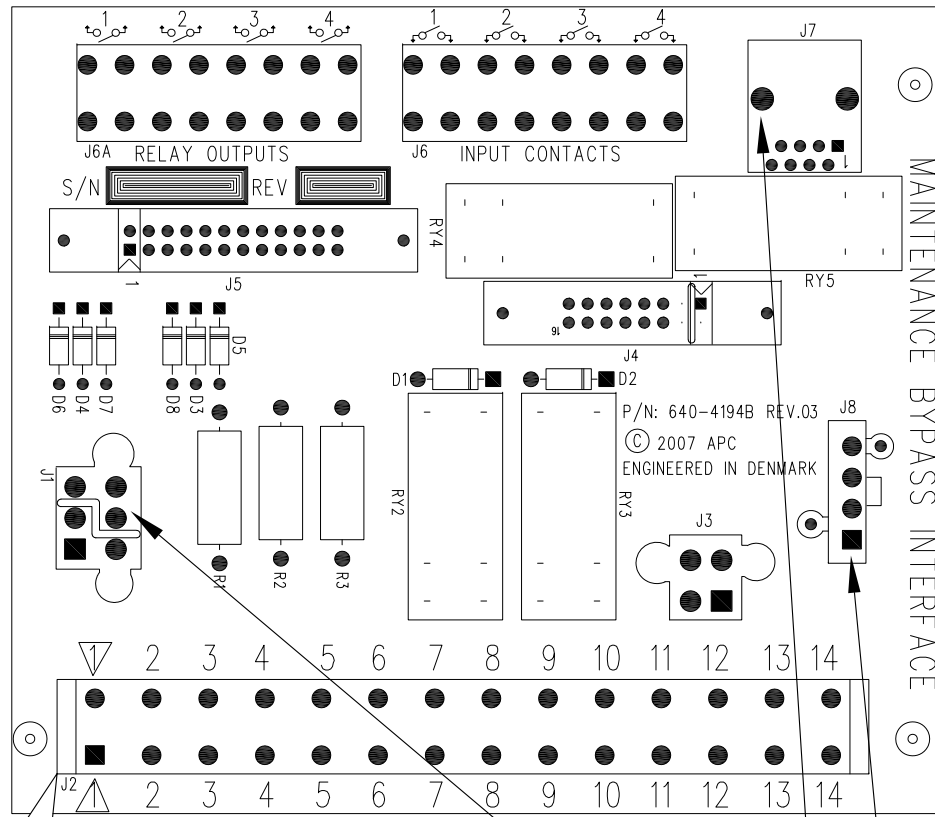 1 2 3 4
1 2 3 4
J7
J6A RELAY OUTPUTS
J6 INPUT CONTACTS
1
S/N
REV
RY4
RY5
1
J5
1
16
J4
D6
D4
D7
D8
D3
D5
D1
D2
P/N: 640-4194B REV.03
© 2007 APC
ENGINEERED IN DENMARK
J8
J1
R1
R2
R3
RY2
RY3
J3
MAINTENANCE BYPASS INTERFACE
1 2 3 4 5 6 7 8 9 10 11 12 13 14
J2
1 2 3 4 5 6 7 8 9 10 11 12 13 14